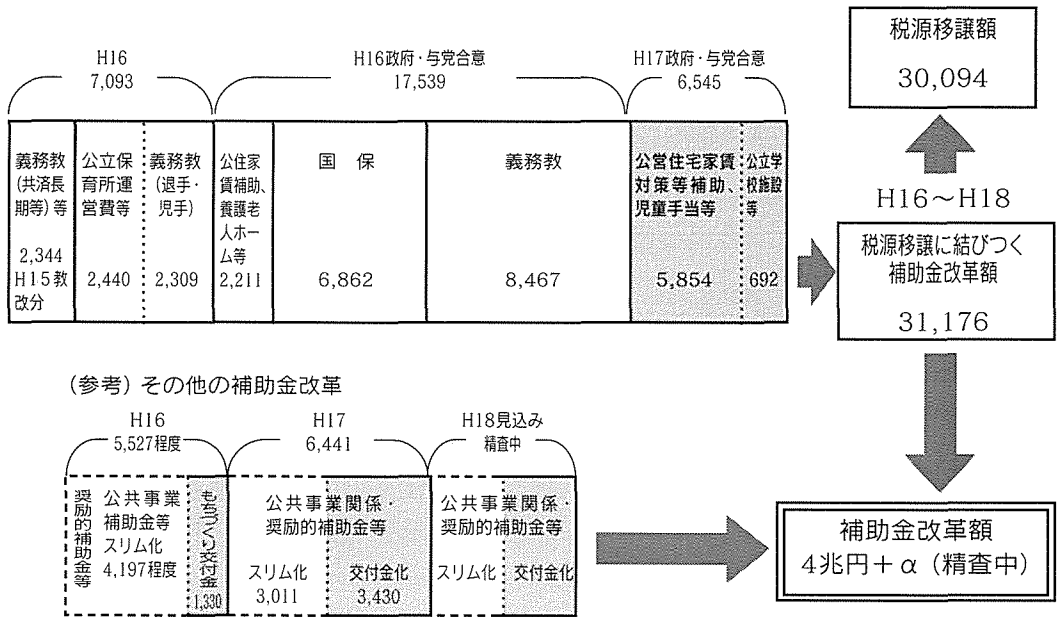 H16
7,093
H16政府・与党合意
17,539
H17政府・与党合意
6,545
義務教
(共済長
期等)等
2,344
H15教
改分
公立保
育所運
営費等
2,440
義務教
(退手・
児手)
2,309
公住家
賃補助、
養護老
人ホー
ム等
2,211
国保
6,862
義務教
8,467
公営住宅家賃
対策等補助、
児童手当等
5,854
公立学
校施設
等
692
税源移譲額
30,094
H16～H18
税源移譲に結びつく
補助金改革額
31,176
(参考) その他の補助金改革
H16
5,527程度
H17
6,441
H18見込み
精査中
奨励的補助金等
公共事業
補助金等
スリム化
4,197程度
まちづくり交付金
1,330
公共事業関係・
奨励的補助金等
スリム化
3,011
交付金化
3,430
公共事業関係・
奨励的補助金等
スリム化
交付金化
補助金改革額
4兆円＋α（精査中）